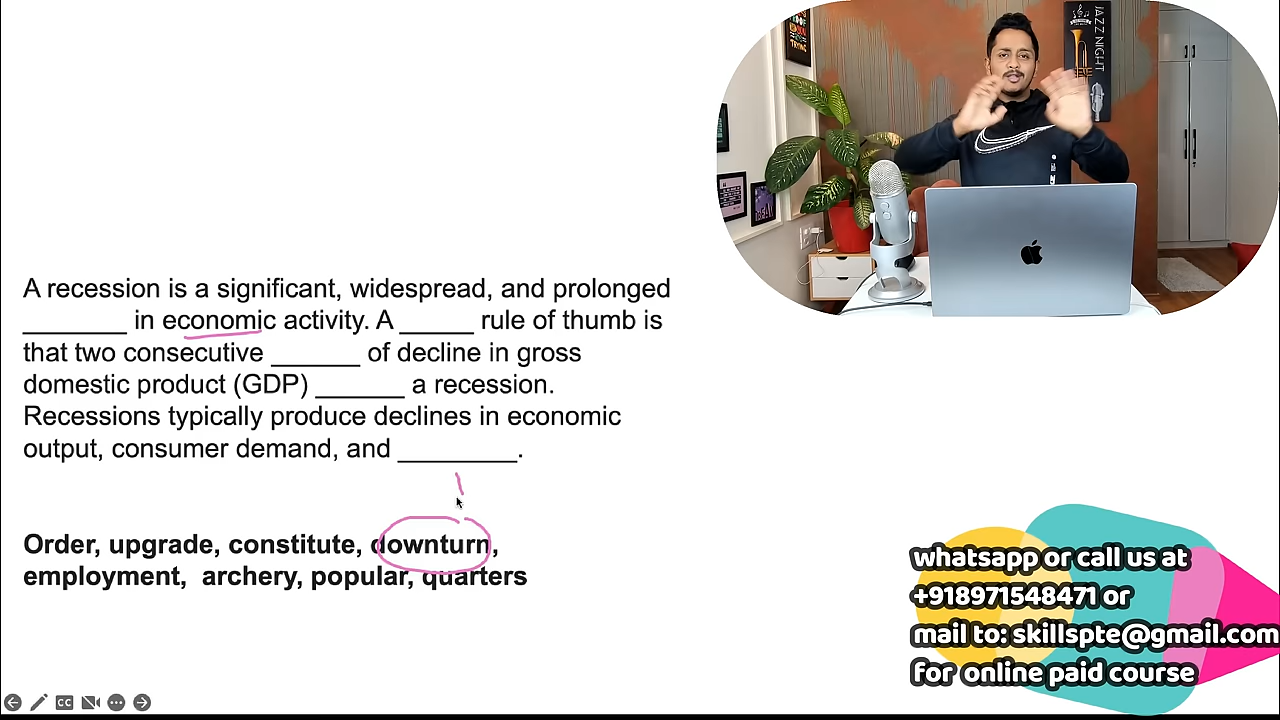 JAZZ NIGHT
A recession is a significant, widespread, and prolonged
_______ in economic activity. A _____ rule of thumb is
that two consecutive ______ of decline in gross
domestic product (GDP) ______ a recession.
Recessions typically produce declines in economic
output, consumer demand, and ________.
Order, upgrade, constitute, downturn,
employment, archery, popular, quarters
whatsapp or call us at
+918971548471 or
mail to: skillspte@gmail.com
for online paid course
CC